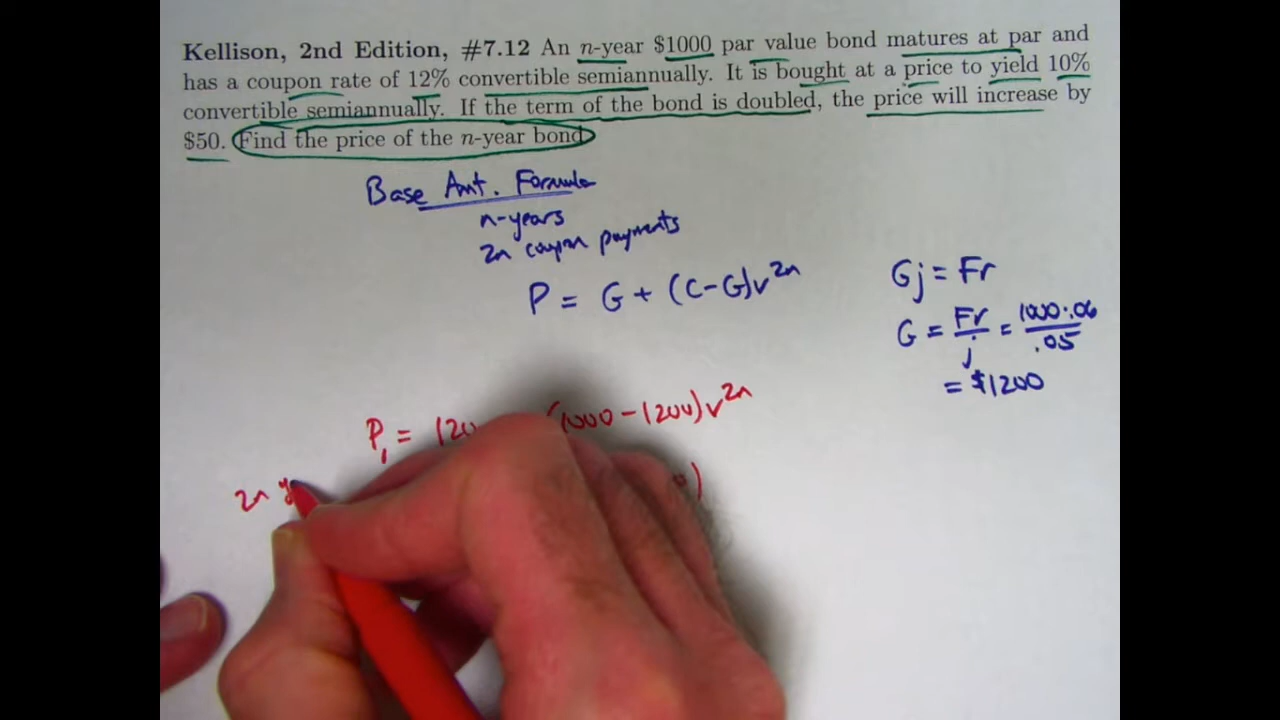 Kellison, 2nd Edition, #7.12 An n-year $1000 par value bond matures at par and
has a coupon rate of 12% convertible semiannually. It is bought at a price to yield 10%
convertible semiannually. If the term of the bond is doubled, the price will increase by
$50. Find the price of the n-year bond.
Base Amt. Formula
n-years
2n coupon payments
P = G + (C-G)v^2n
Gj = Fr
G = Fr/j = 1000·.06/.05
= $1200
P1 = 120 (1000-1200)v^2n
2n y )